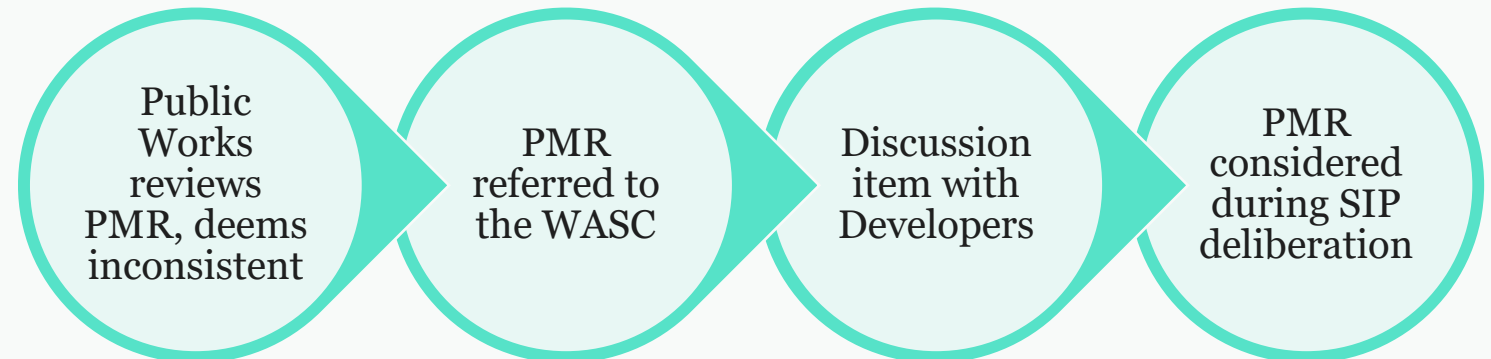 Public
Works
reviews
PMR, deems
inconsistent
PMR
referred to
the WASC
Discussion
item with
Developers
PMR
considered
during SIP
deliberation